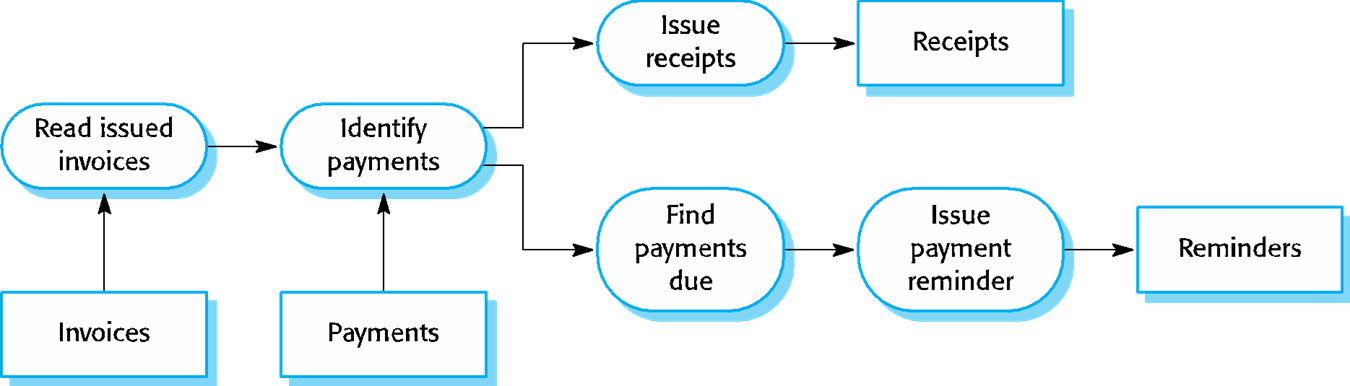 Read issued
invoices
Identify
payments
Issue
receipts
Receipts
Find
payments
due
Issue
payment
reminder
Reminders
Invoices
Payments